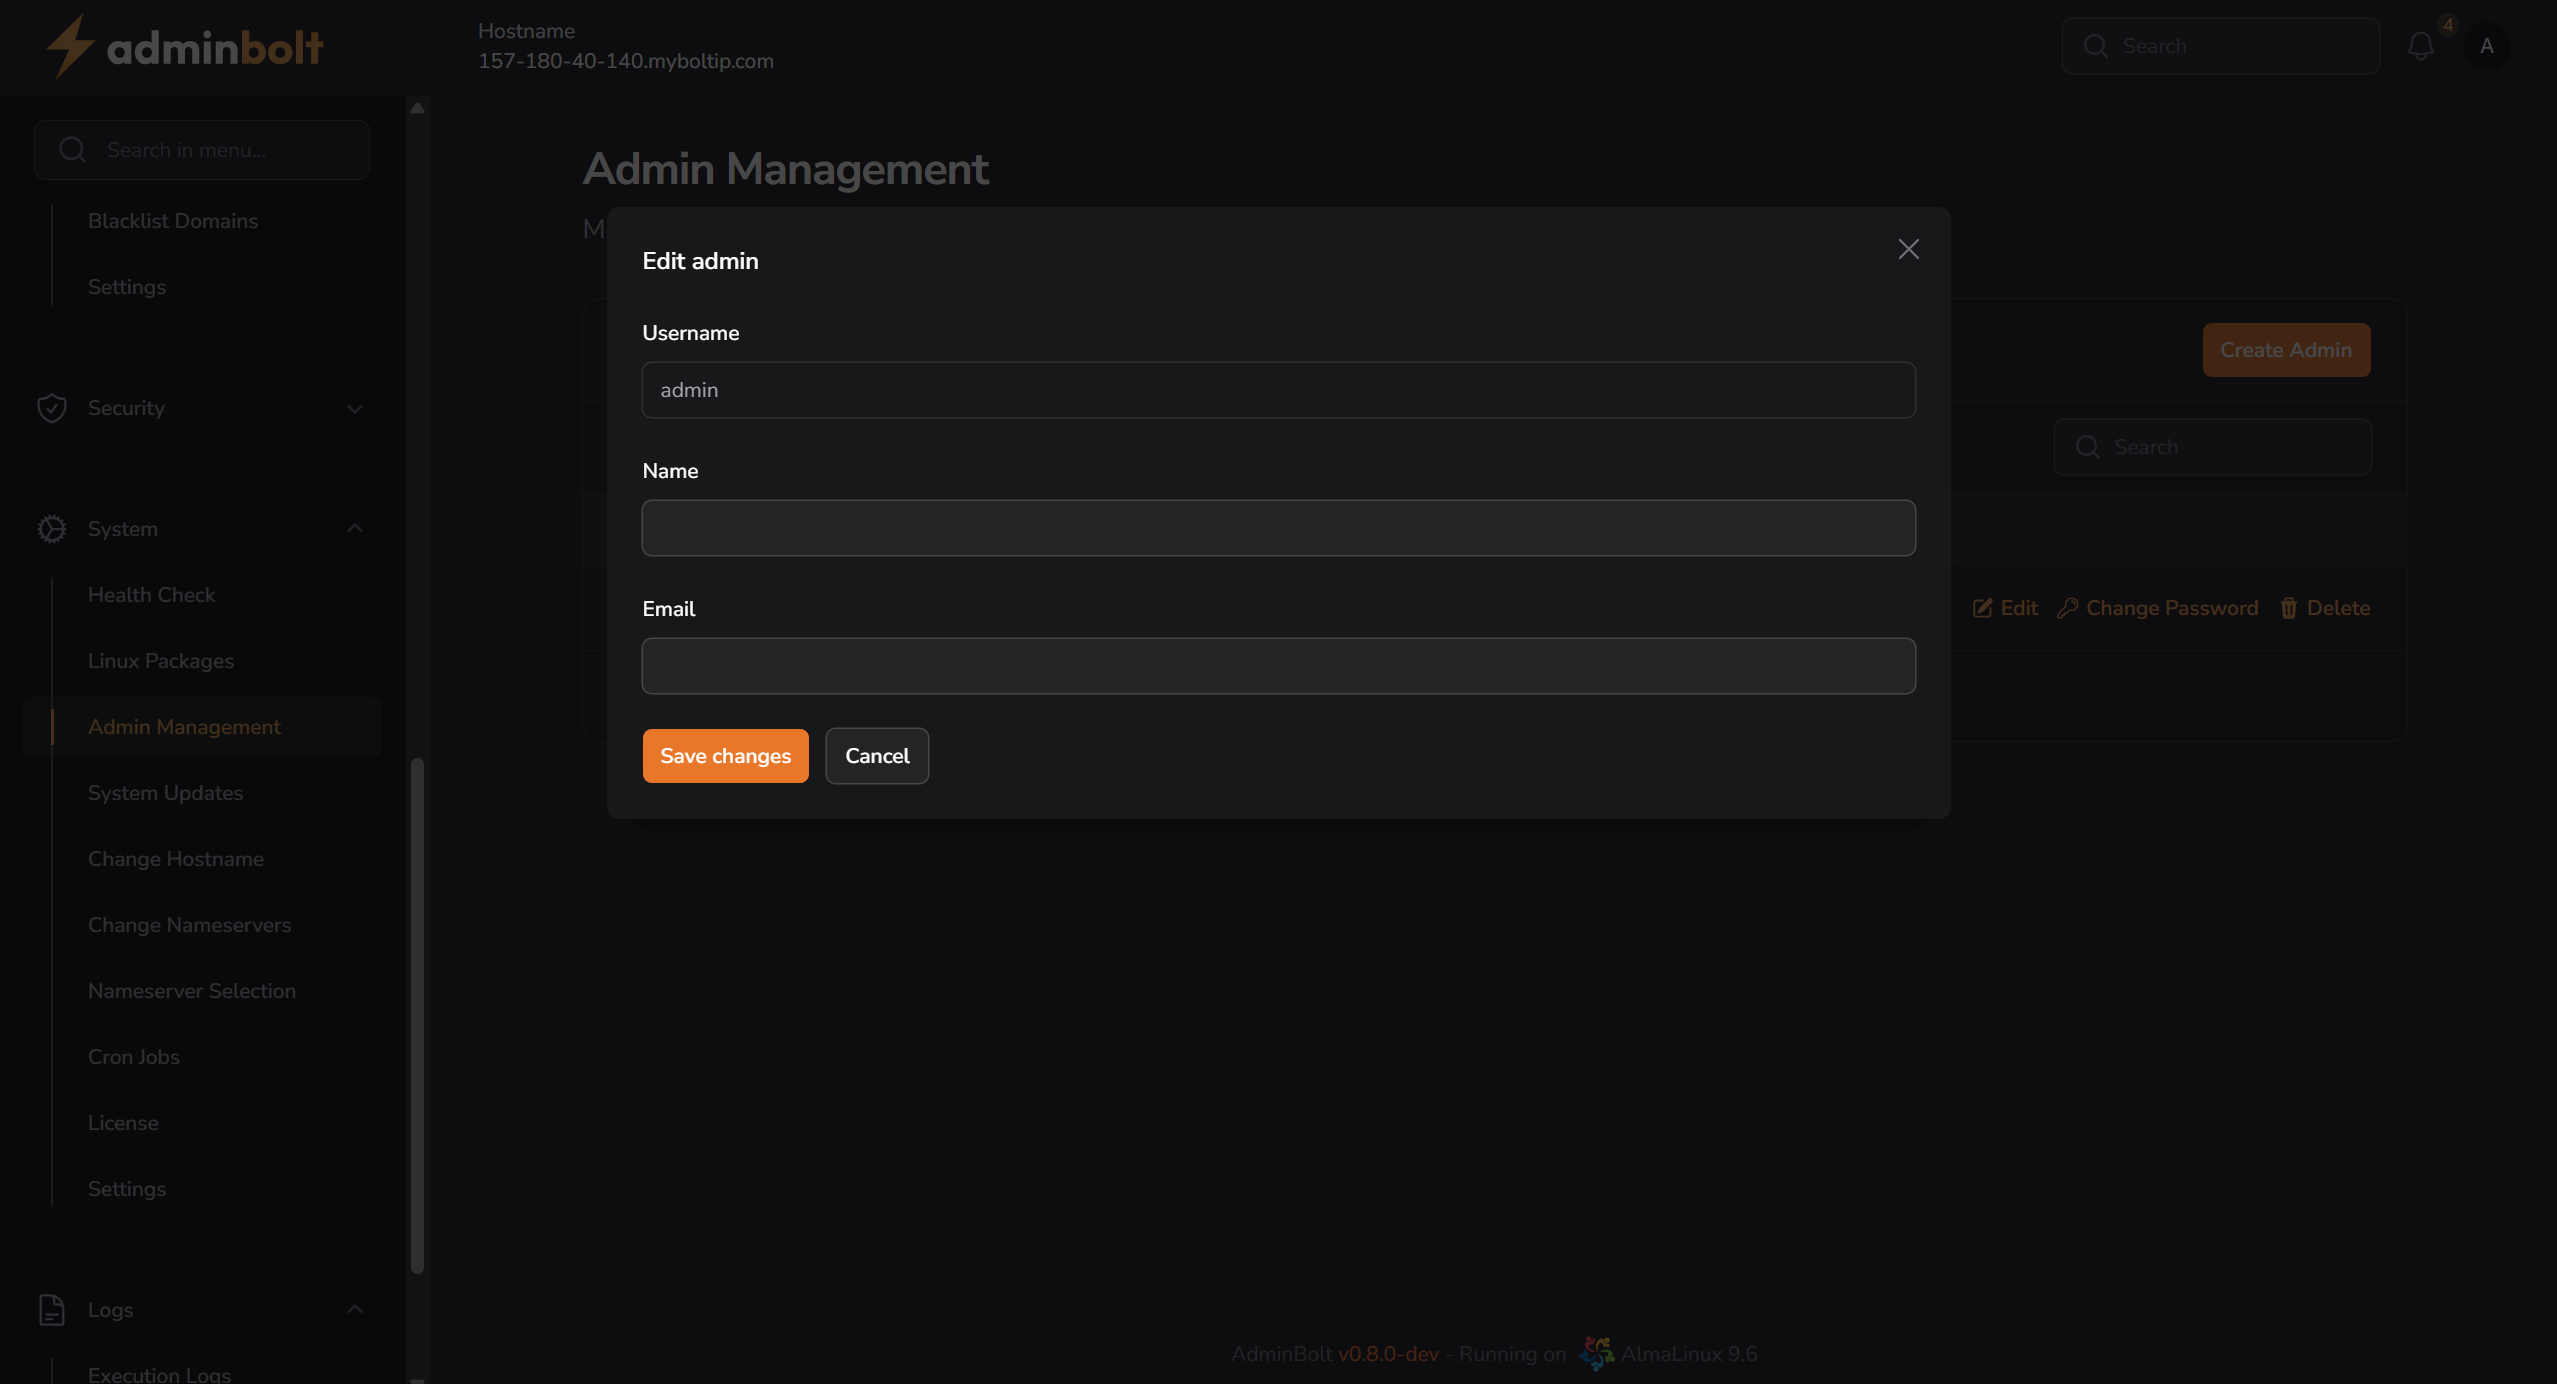 adminbolt
Hostname
157-180-40-140.myboltip.com
Search
4
A
Search in menu...
Blacklist Domains
Settings
Security
System
Health Check
Linux Packages
Admin Management
System Updates
Change Hostname
Change Nameservers
Nameserver Selection
Cron Jobs
License
Settings
Logs
Execution Logs
Admin Management
M
Create Admin
Search
Edit Change Password Delete
Edit admin
Username
admin
Name
Email
Save changes Cancel
AdminBolt v0.8.0-dev - Running on AlmaLinux 9.6